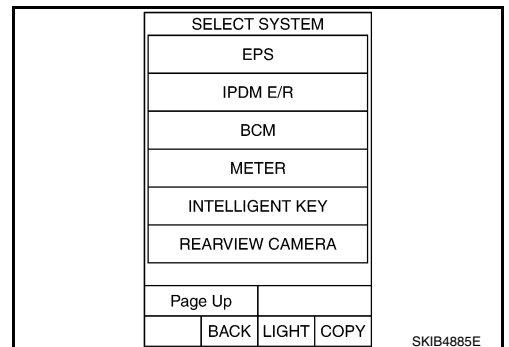 SELECT SYSTEM
EPS
IPDM E/R
BCM
METER
INTELLIGENT KEY
REARVIEW CAMERA
Page Up
BACK LIGHT COPY
SKIB4885E